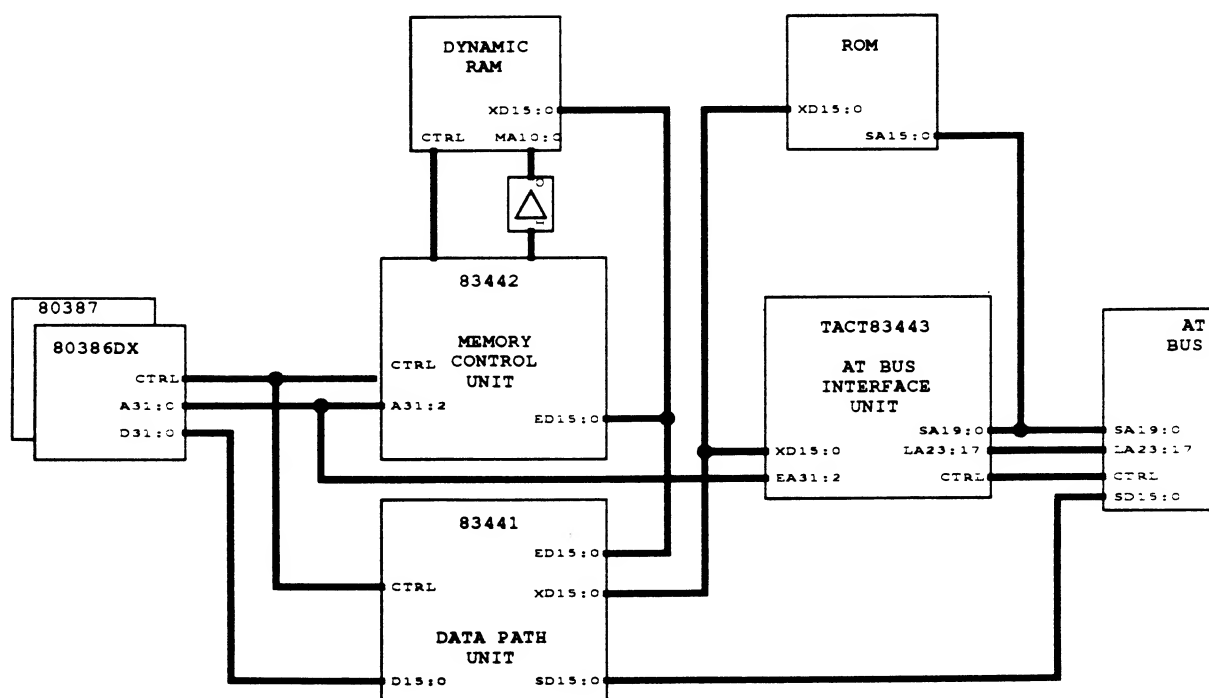 DYNAMIC
RAM
XD15:0
CTRL MA10:0
O
I
ROM
XD15:0
SA15:0
80387
80386DX
CTRL
A31:0
D31:0
83442
MEMORY
CONTROL
UNIT
CTRL
A31:2
ED15:0
TACT83443
AT BUS
INTERFACE
UNIT
SA19:0
XD15:0
LA23:17
EA31:2
CTRL
AT
BUS
SA19:0
LA23:17
CTRL
SD15:0
83441
ED15:0
CTRL
XD15:0
DATA PATH
UNIT
D15:0
SD15:0